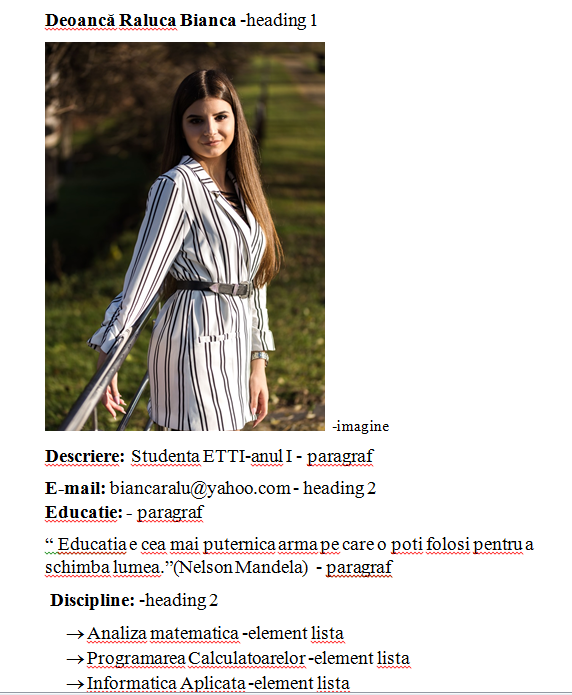 Deoancă Raluca Bianca -heading 1
-imagine
Descriere: Studenta ETTI-anul I - paragraf
E-mail: biancaralu@yahoo.com - heading 2
Educatie: - paragraf
“ Educatia e cea mai puternica arma pe care o poti folosi pentru a
schimba lumea.”(Nelson Mandela) - paragraf
Discipline: -heading 2
→ Analiza matematica -element lista
→ Programarea Calculatoarelor -element lista
→ Informatica Aplicata -element lista